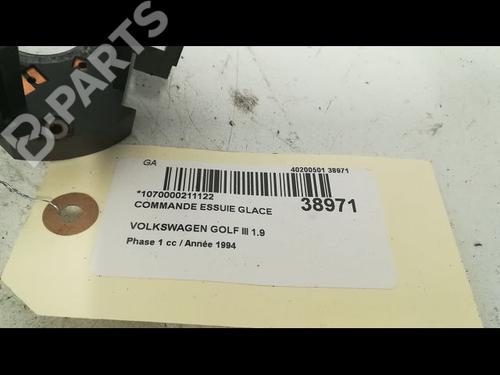 B-PARTS
GA
40200501 38971
*1070000211122
COMMANDE ESSUIE GLACE
38971
VOLKSWAGEN GOLF III 1.9
Phase 1 cc / Année 1994